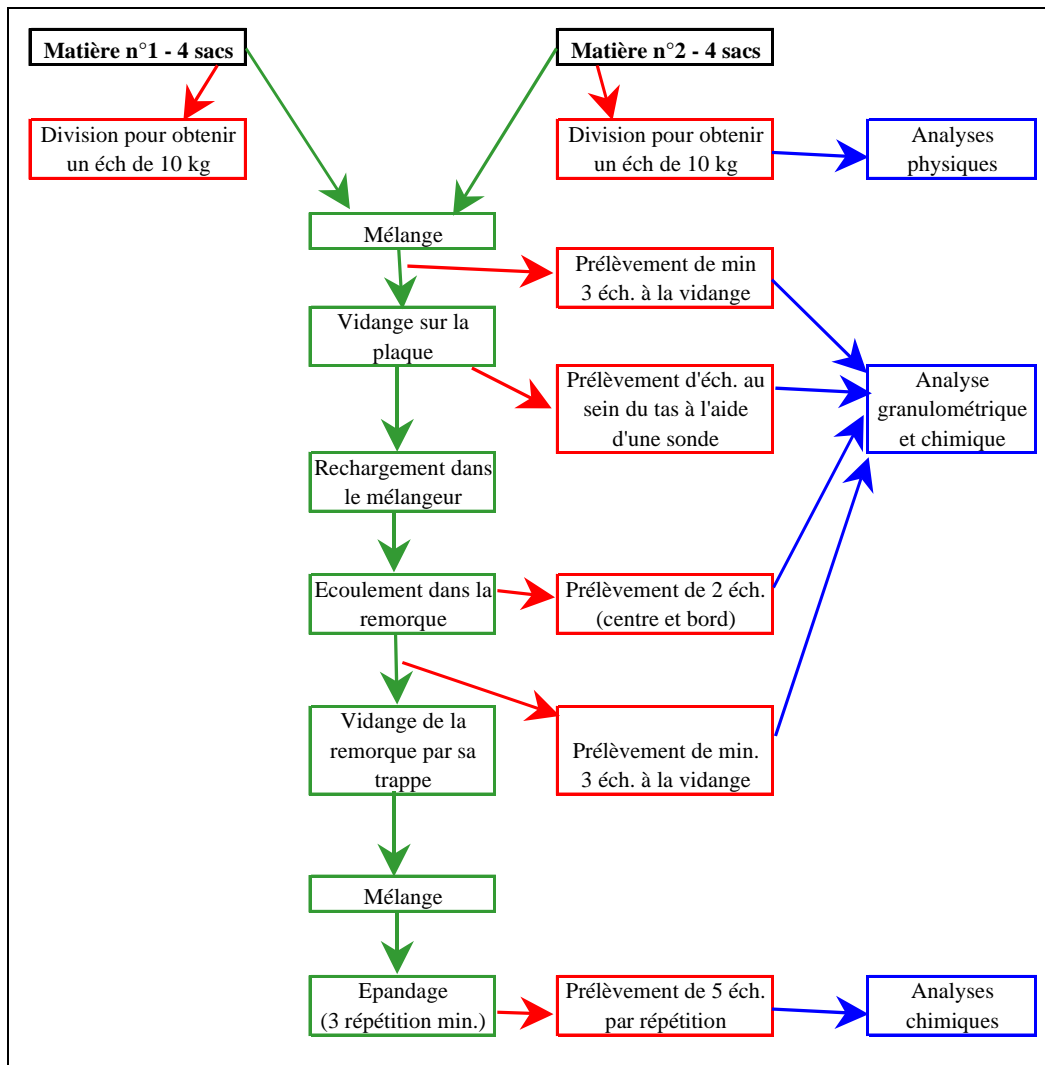 Matière n°1 - 4 sacs
Matière n°2 - 4 sacs
Division pour obtenir
un éch de 10 kg
Division pour obtenir
un éch de 10 kg
Analyses
physiques
Mélange
Prélèvement de min
3 éch. à la vidange
Vidange sur la
plaque
Prélèvement d'éch. au
sein du tas à l'aide
d'une sonde
Analyse
granulométrique
et chimique
Rechargement dans
le mélangeur
Ecoulement dans la
remorque
Prélèvement de 2 éch.
(centre et bord)
Vidange de la
remorque par sa
trappe
Prélèvement de min.
3 éch. à la vidange
Mélange
Epandage
(3 répétition min.)
Prélèvement de 5 éch.
par répétition
Analyses
chimiques